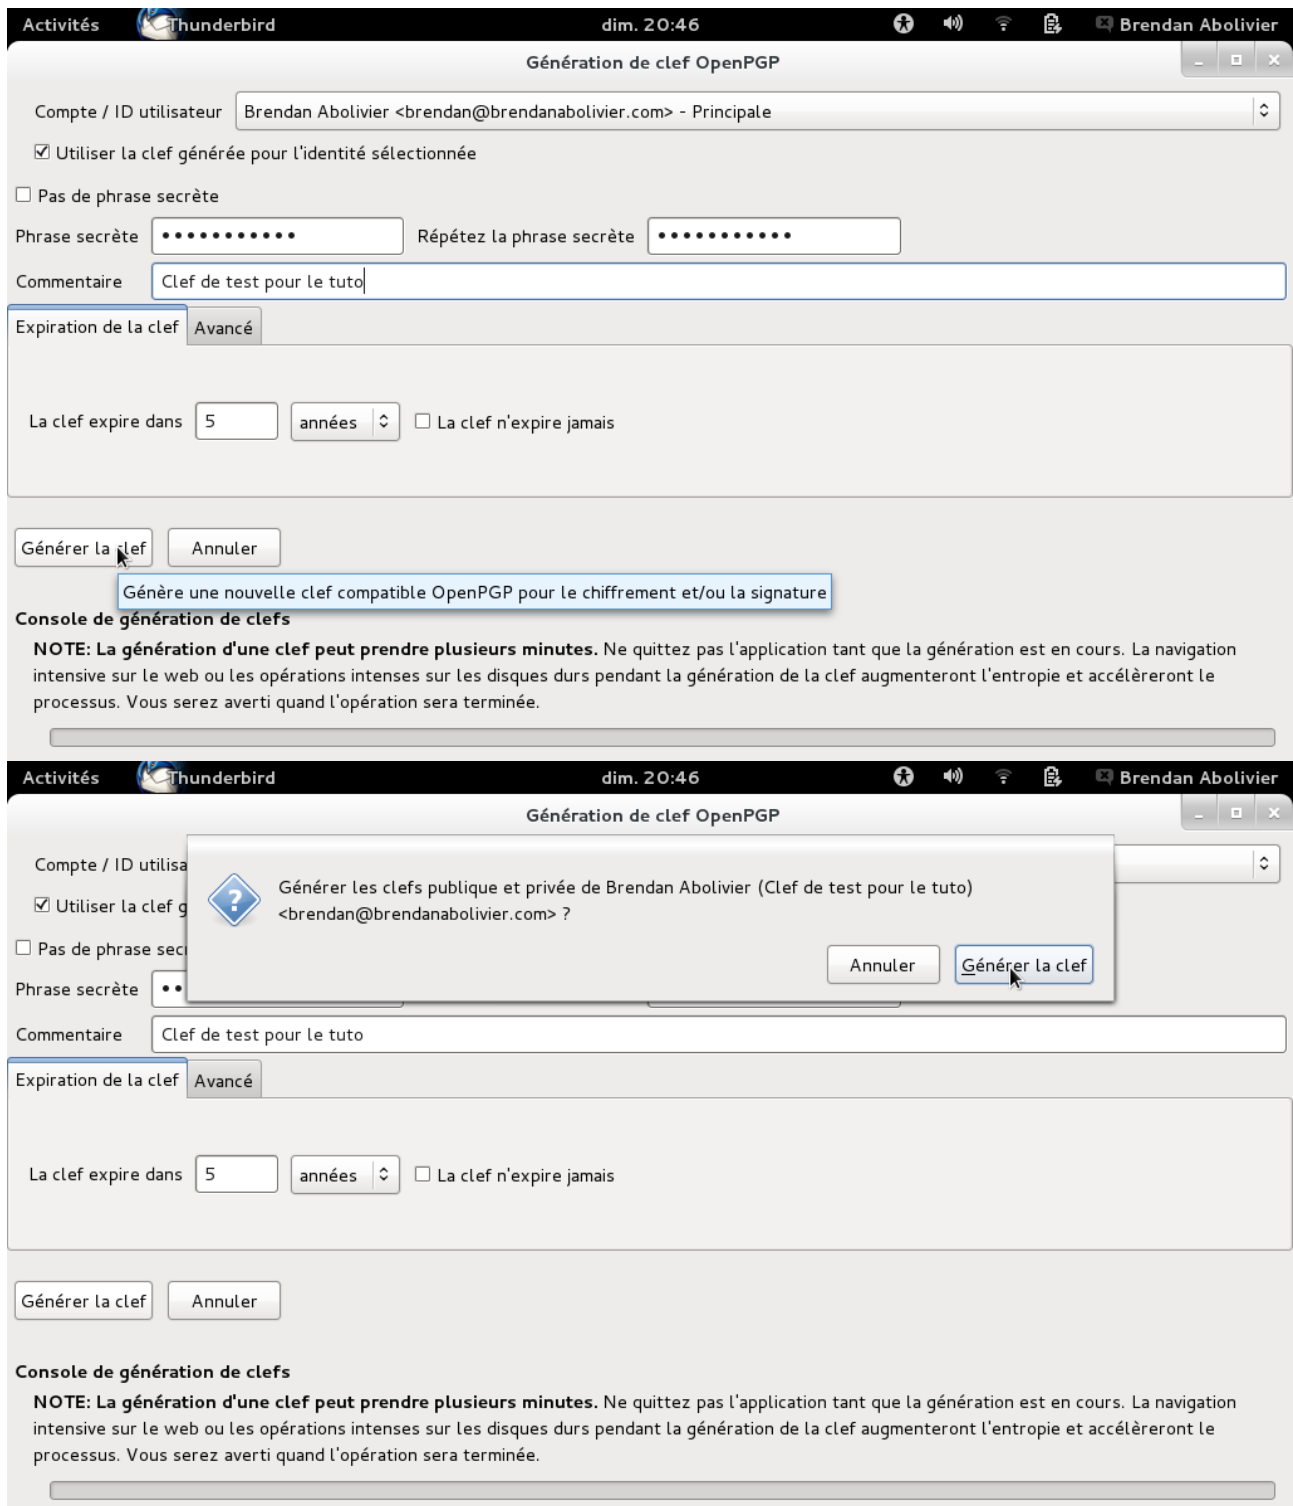 Activités Thunderbird dim. 20:46 Brendan Abolivier
Génération de clef OpenPGP
Compte / ID utilisateur Brendan Abolivier <brendan@brendanabolivier.com> - Principale
Utiliser la clef générée pour l'identité sélectionnée
Pas de phrase secrète
Phrase secrète ••••••••••• Répétez la phrase secrète •••••••••••
Commentaire Clef de test pour le tuto
Expiration de la clef Avancé
La clef expire dans 5 années La clef n'expire jamais
Générer la clef Annuler
Génère une nouvelle clef compatible OpenPGP pour le chiffrement et/ou la signature
Console de génération de clefs
NOTE: La génération d'une clef peut prendre plusieurs minutes. Ne quittez pas l'application tant que la génération est en cours. La navigation
intensive sur le web ou les opérations intenses sur les disques durs pendant la génération de la clef augmenteront l'entropie et accélèreront le
processus. Vous serez averti quand l'opération sera terminée.
Activités Thunderbird dim. 20:46 Brendan Abolivier
Génération de clef OpenPGP
Compte / ID utilisa
Générer les clefs publique et privée de Brendan Abolivier (Clef de test pour le tuto)
<brendan@brendanabolivier.com> ?
Utiliser la clef g
Pas de phrase secr
Annuler Générer la clef
Phrase secrète ••
Commentaire Clef de test pour le tuto
Expiration de la clef Avancé
La clef expire dans 5 années La clef n'expire jamais
Générer la clef Annuler
Console de génération de clefs
NOTE: La génération d'une clef peut prendre plusieurs minutes. Ne quittez pas l'application tant que la génération est en cours. La navigation
intensive sur le web ou les opérations intenses sur les disques durs pendant la génération de la clef augmenteront l'entropie et accélèreront le
processus. Vous serez averti quand l'opération sera terminée.